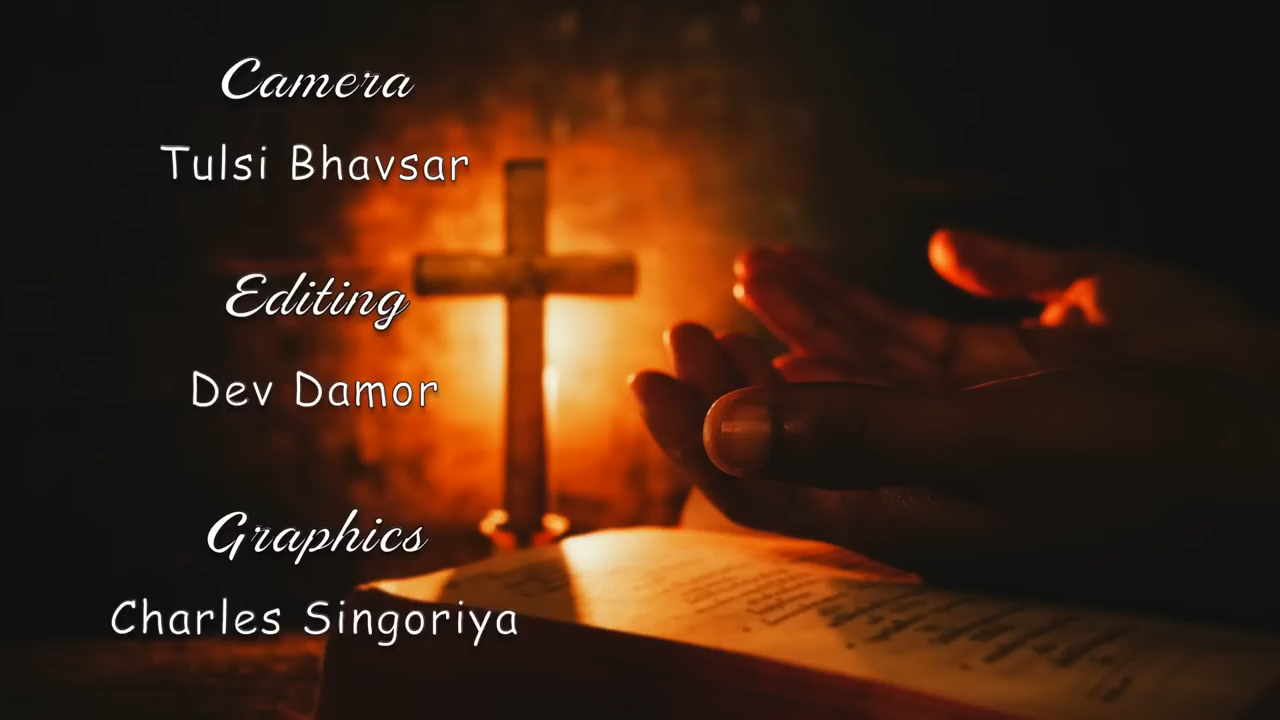 Camera
Tulsi Bhavsar
Editing
Dev Damor
Graphics
Charles Singoriya